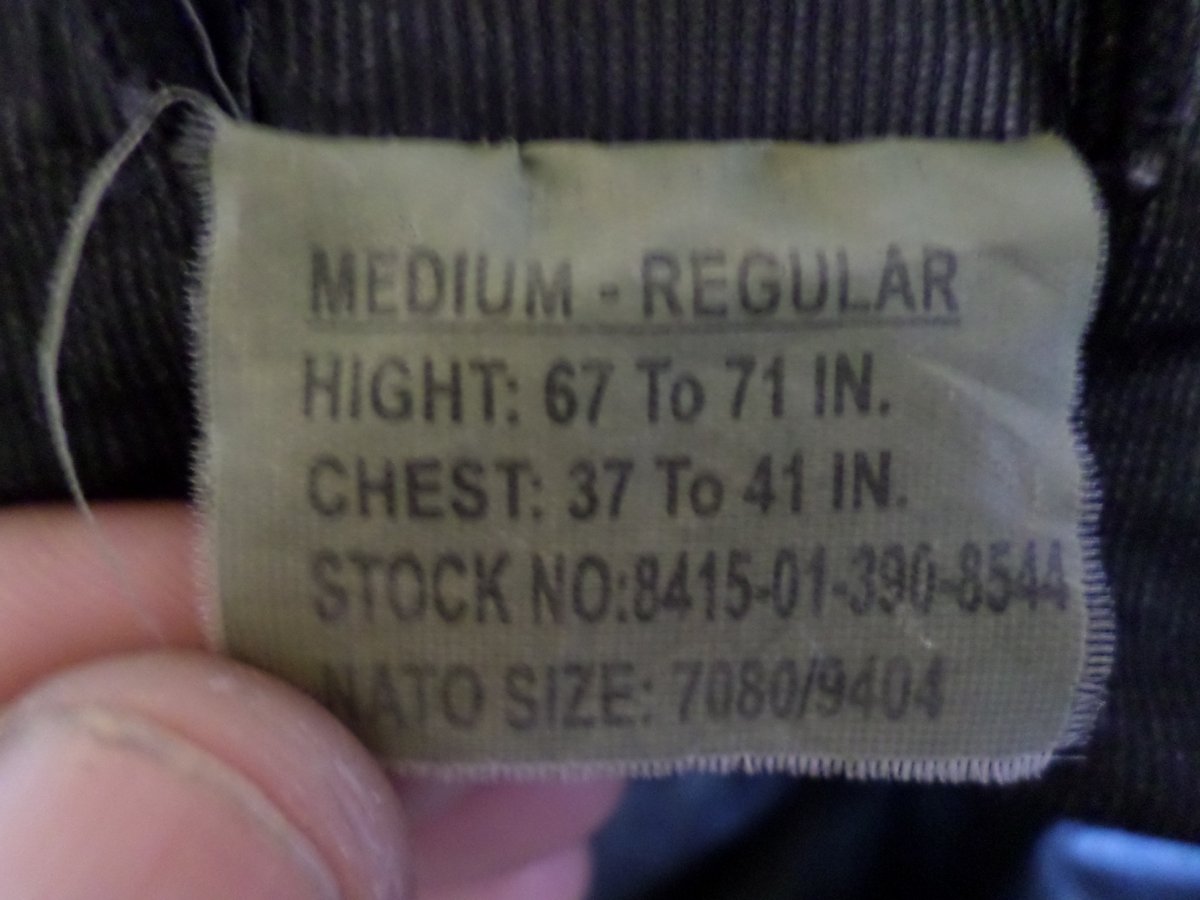 MEDIUM - REGULAR
HIGHT: 67 To 71 IN.
CHEST: 37 To 41 IN.
STOCK NO:8415-01-390-8544
NATO SIZE: 7080/9404